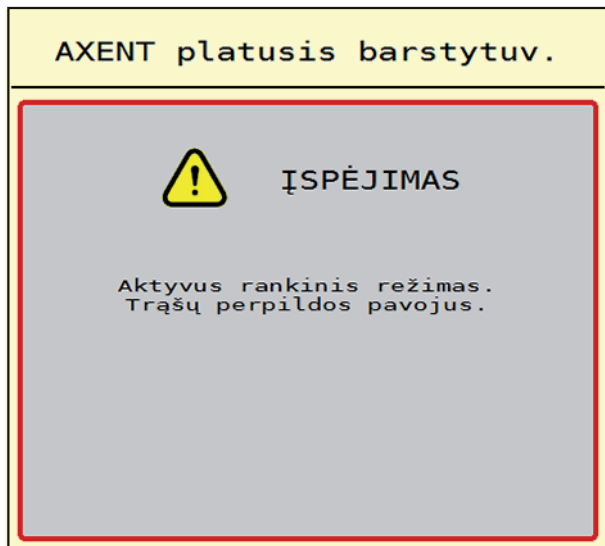 AXENT platusis barstytuv.
ĮSPĖJIMAS
Aktyvus rankinis režimas.
Trąšų perpildos pavojus.